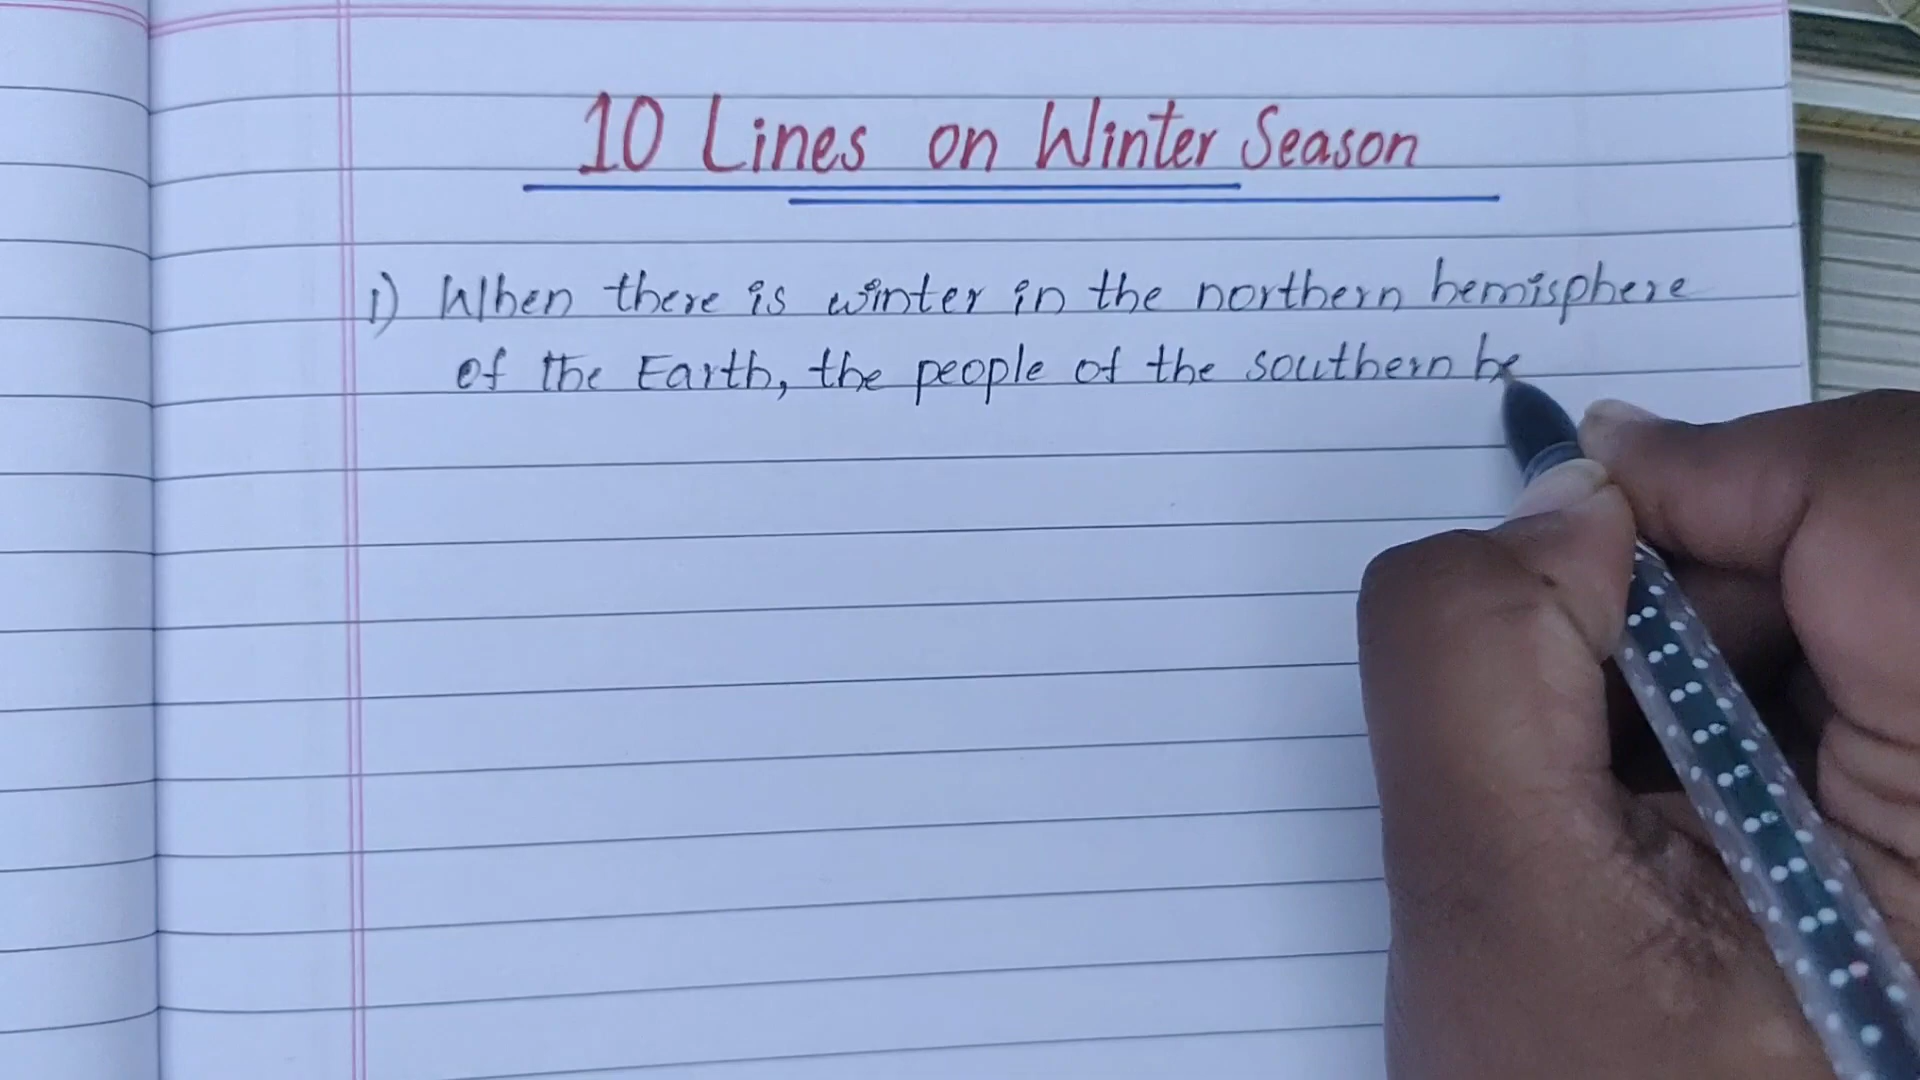 10 Lines on Winter Season
1) When there is winter in the northern hemisphere
of the Earth, the people of the southern he